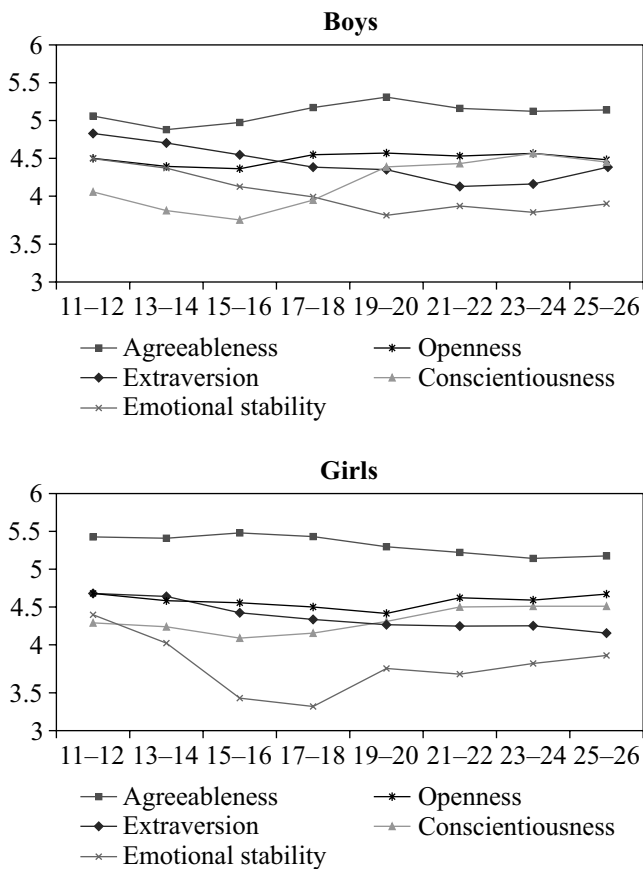 Boys
6
5.5
5
4.5
4
3.5
3
11–12 13–14 15–16 17–18 19–20 21–22 23–24 25–26
Agreeableness Openness
Extraversion Conscientiousness
Emotional stability
Girls
6
5.5
5
4.5
4
3.5
3
11–12 13–14 15–16 17–18 19–20 21–22 23–24 25–26
Agreeableness Openness
Extraversion Conscientiousness
Emotional stability